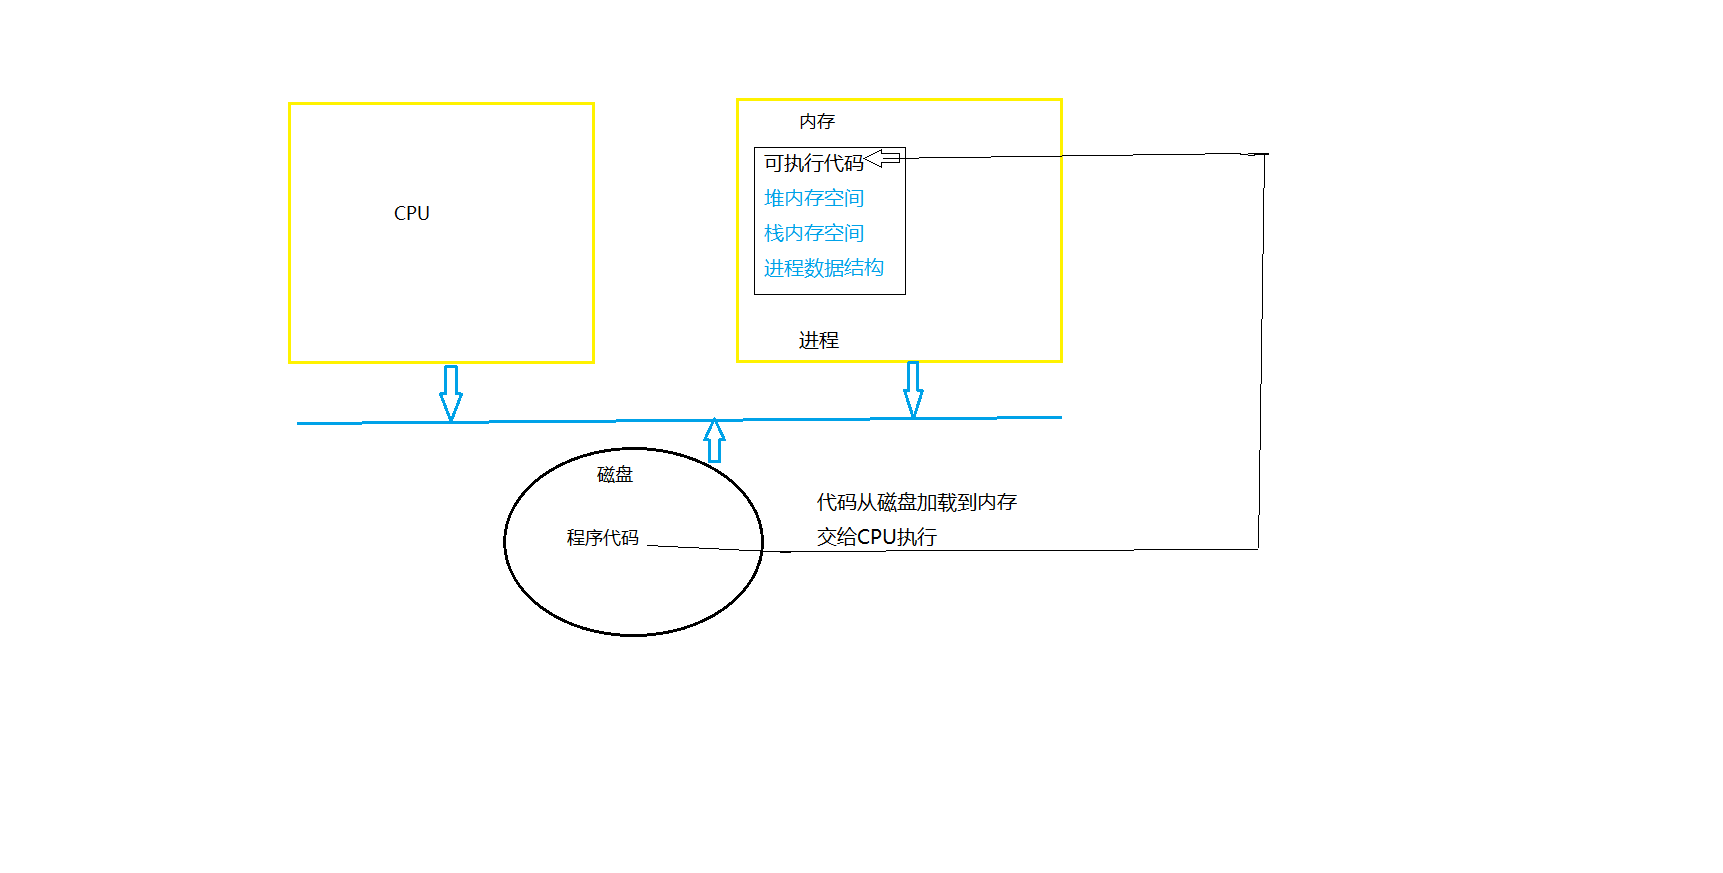 CPU
内存
可执行代码
堆内存空间
栈内存空间
进程数据结构
进程
磁盘
程序代码
代码从磁盘加载到内存
交给CPU执行